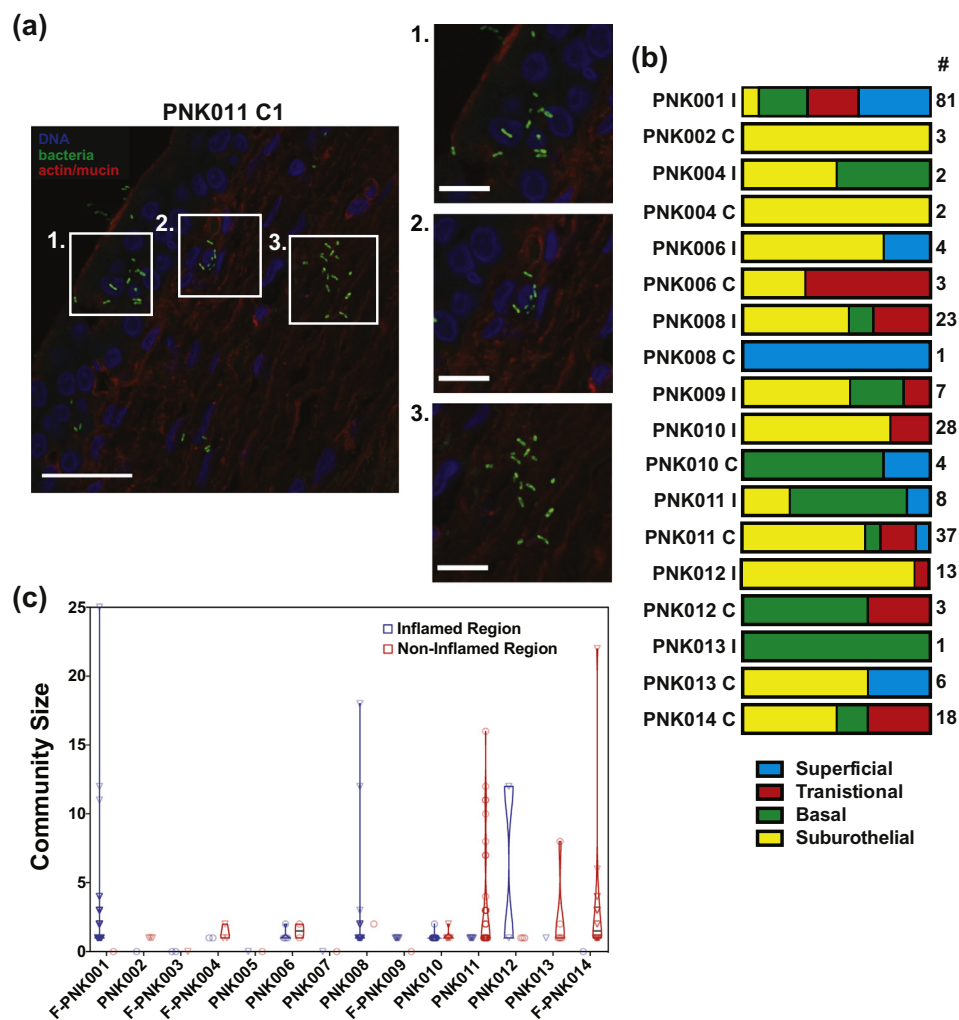 (a)
PNK011 C1
DNA
bacteria
actin/mucin
1.
2.
3.
1.
2.
3.
(b)
#
PNK001 I 81
PNK002 C 3
PNK004 I 2
PNK004 C 2
PNK006 I 4
PNK006 C 3
PNK008 I 23
PNK008 C 1
PNK009 I 7
PNK010 I 28
PNK010 C 4
PNK011 I 8
PNK011 C 37
PNK012 I 13
PNK012 C 3
PNK013 I 1
PNK013 C 6
PNK014 C 18
Superficial
Tranistional
Basal
Suburothelial
(c)
Community Size
25
20
15
10
5
0
Inflamed Region
Non-Inflamed Region
F-PNK001
PNK002
F-PNK003
F-PNK004
PNK005
PNK006
PNK007
PNK008
F-PNK009
PNK010
PNK011
PNK012
PNK013
F-PNK014